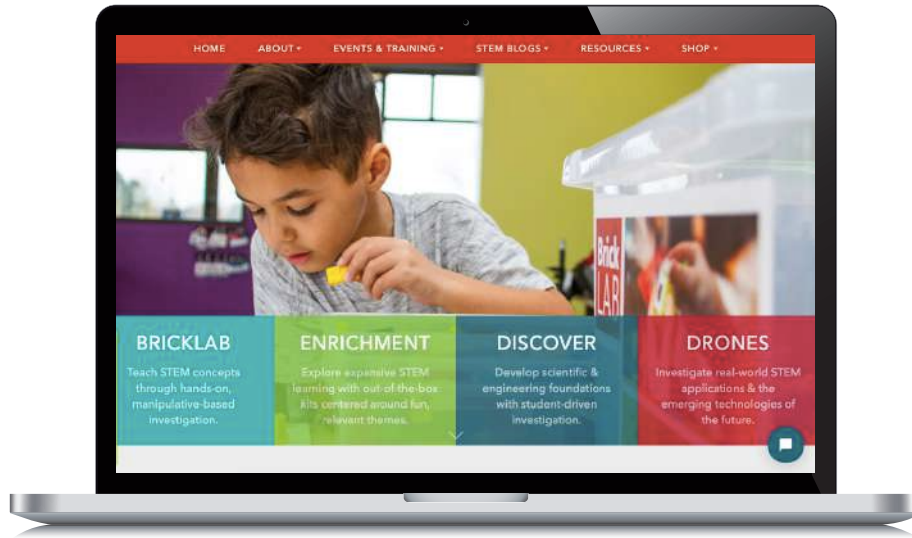 HOME ABOUT EVENTS & TRAINING STEM BLOGS RESOURCES SHOP
Brick
LAB
BRICKLAB
Teach STEM concepts
through hands-on,
manipulative-based
investigation.
ENRICHMENT
Explore expansive STEM
learning with out-of-the-box
kits centered around fun,
relevant themes.
DISCOVER
Develop scientific &
engineering foundations
with student-driven
investigation.
DRONES
Investigate real-world STEM
applications & the
emerging technologies of
the future.